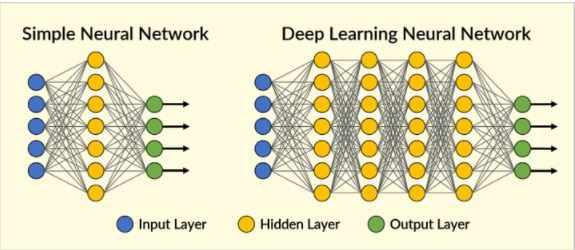 Simple Neural Network
Deep Learning Neural Network
Input Layer
Hidden Layer
Output Layer